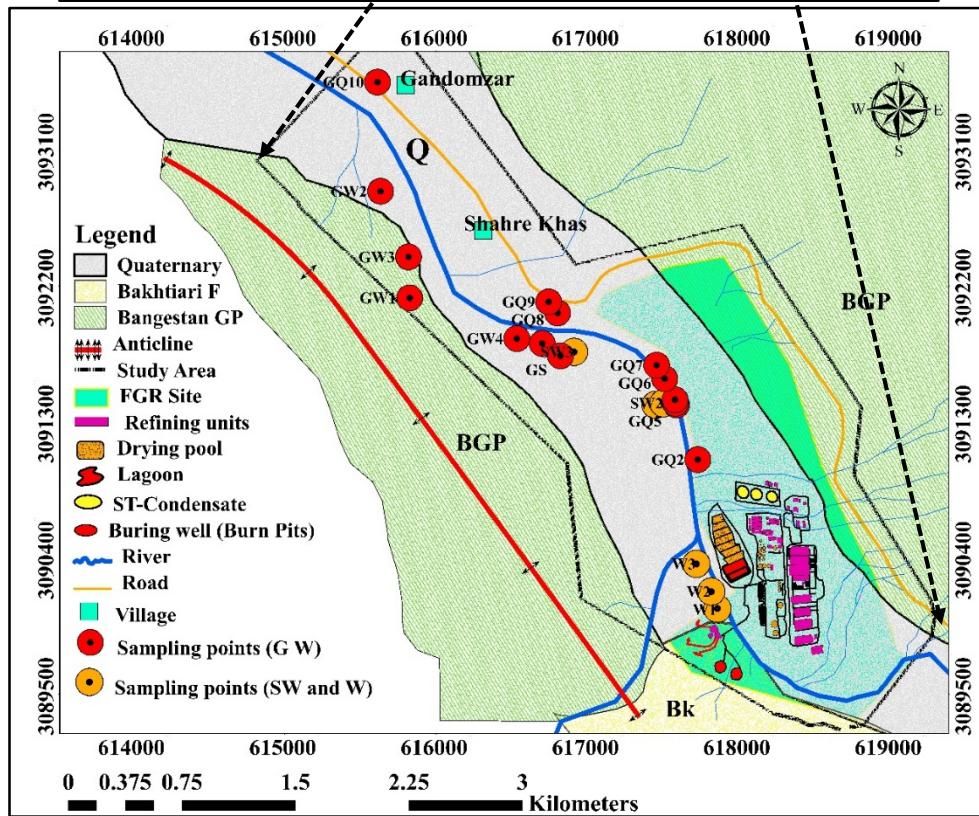 614000 615000 616000 617000 618000 619000
N
W E
S
3093100 3093100
3092200 3092200
3091300 3091300
3090400 3090400
3089500 3089500
GQ10
Gandomzar
Q
GW2
Shahre Khas
GW3
GW1
GQ9
GQ8
GW4
SW3
GS
BGP
GQ7
GQ6
SW2
GQ5
BGP
GQ2
W3
W2
W1
Bk
Legend
Quaternary
Bakhtiari F
Bangestan GP
Anticline
Study Area
FGR Site
Refining units
Drying pool
Lagoon
ST-Condensate
Buring well (Burn Pits)
River
Road
Village
Sampling points (G W)
Sampling points (SW and W)
614000 615000 616000 617000 618000 619000
0 0.375 0.75 1.5 2.25 3
Kilometers